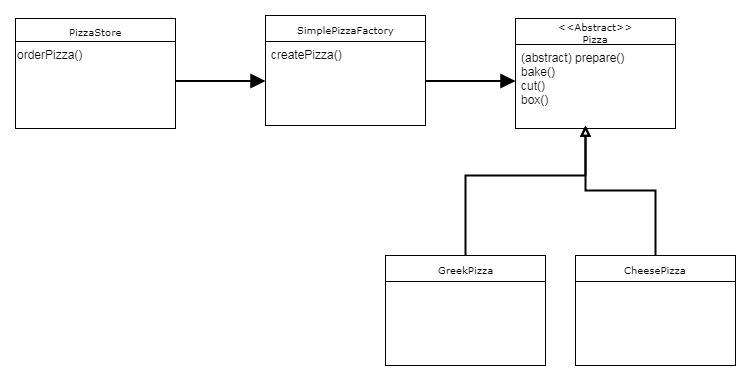 PizzaStore
orderPizza()
SimplePizzaFactory
createPizza()
<<Abstract>>
Pizza
(abstract) prepare()
bake()
cut()
box()
GreekPizza
CheesePizza